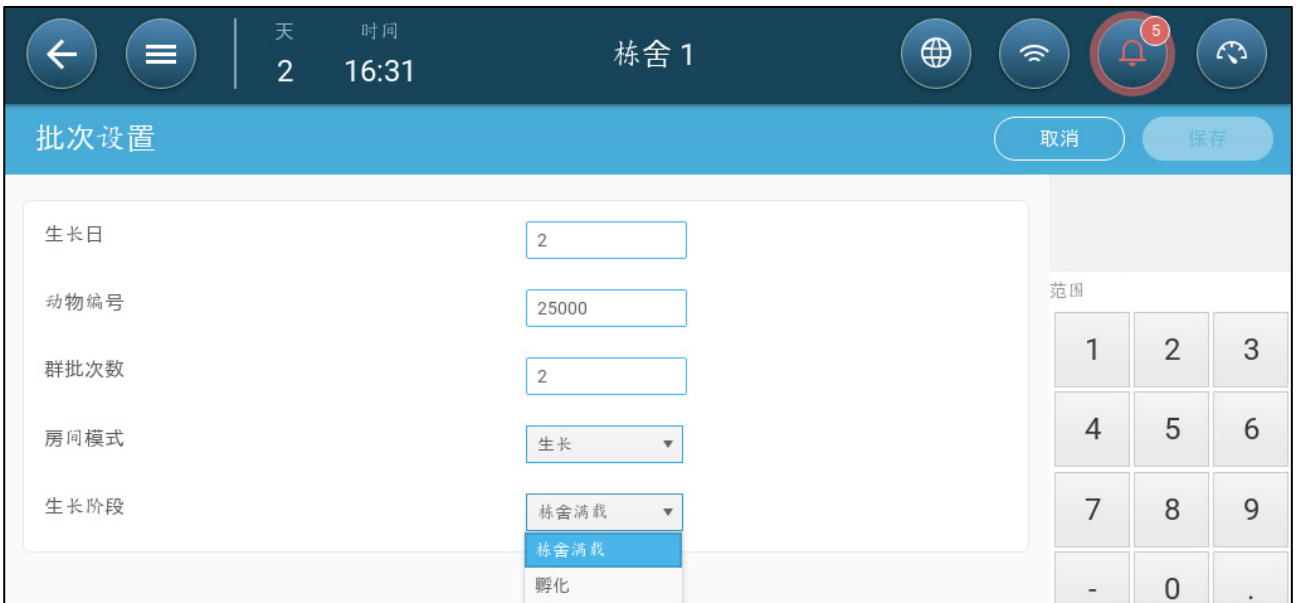 天 时间
2 16:31
栋舍 1
5
批次设置
取消 保存
生长日 2
动物编号 25000
群批次数 2
房间模式 生长
生长阶段 栋舍满载
栋舍满载
孵化
范围
1 2 3
4 5 6
7 8 9
- 0 .